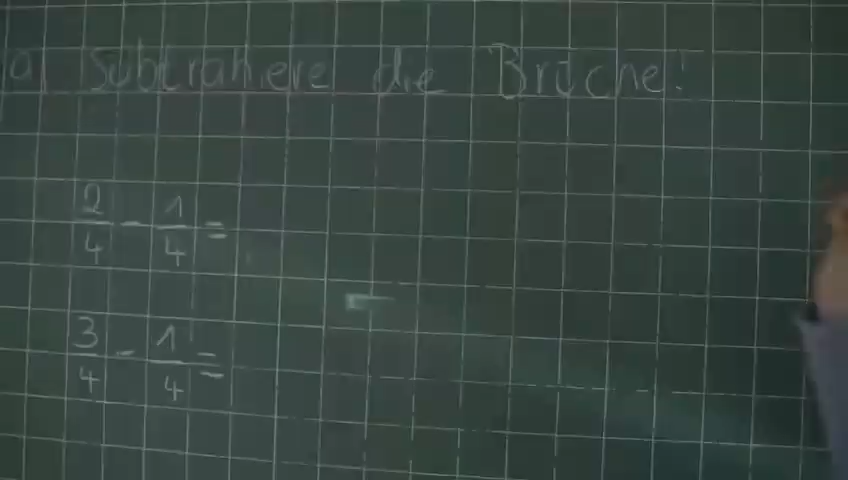 a) Subtrahiere die Brüche!
2/4 - 1/4 =
3/4 - 1/4 =